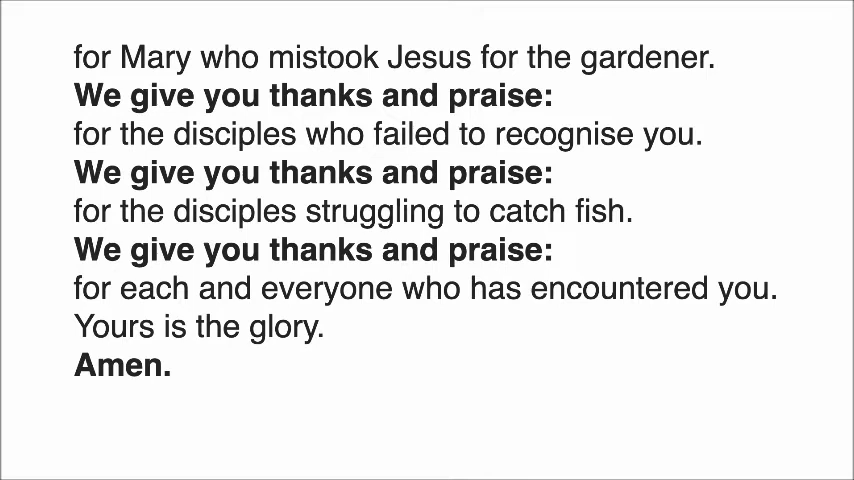 for Mary who mistook Jesus for the gardener.
We give you thanks and praise:
for the disciples who failed to recognise you.
We give you thanks and praise:
for the disciples struggling to catch fish.
We give you thanks and praise:
for each and everyone who has encountered you.
Yours is the glory.
Amen.